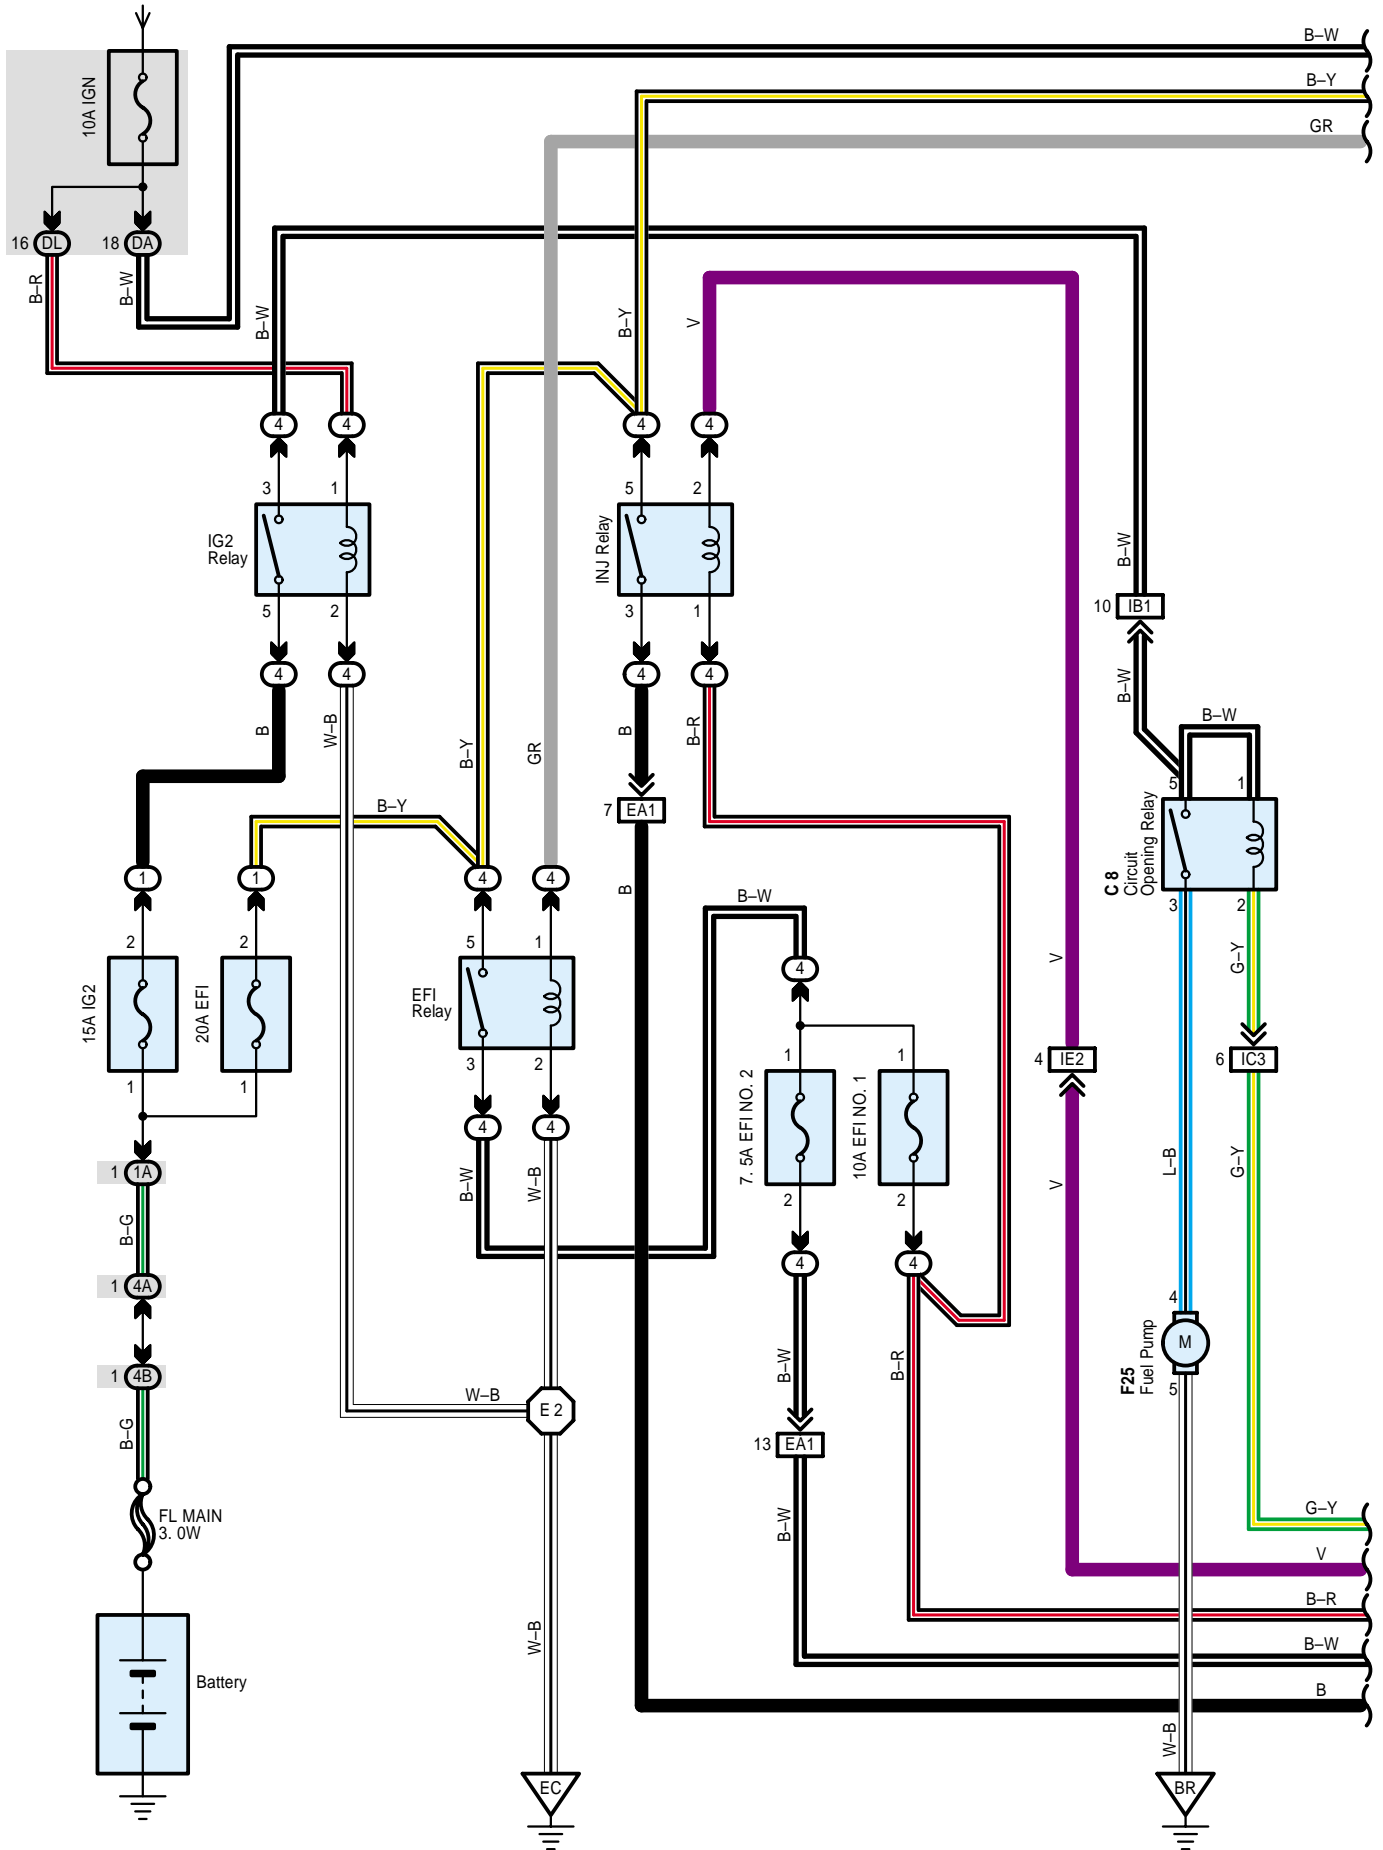 B–W
B–Y
GR
10A IGN
16 DL
18 DA
B–R
B–W
B–W
B–Y
V
4
4
4
4
3
1
5
2
IG2
Relay
INJ Relay
5
2
3
1
B–W
10 IB1
4
4
4
4
B
W–B
B–Y
GR
B
B–R
B–W
B–W
5
1
7 EA1
B–Y
C 8
Circuit
Opening Relay
1
1
4
4
B
B–W
3
2
2
2
5
1
4
V
G–Y
15A IG2
20A EFI
EFI
Relay
1
1
3
2
1
1
7. 5A EFI NO. 2
10A EFI NO. 1
4 IE2
6 IC3
4
4
1 1A
B–W
W–B
2
2
V
L–B
G–Y
B–G
1 4A
4
4
4
1 4B
B–W
B–R
M
F25
Fuel Pump
5
W–B
E 2
B–G
13 EA1
FL MAIN
3. 0W
B–W
G–Y
V
B–R
W–B
B–W
Battery
B
W–B
EC
BR